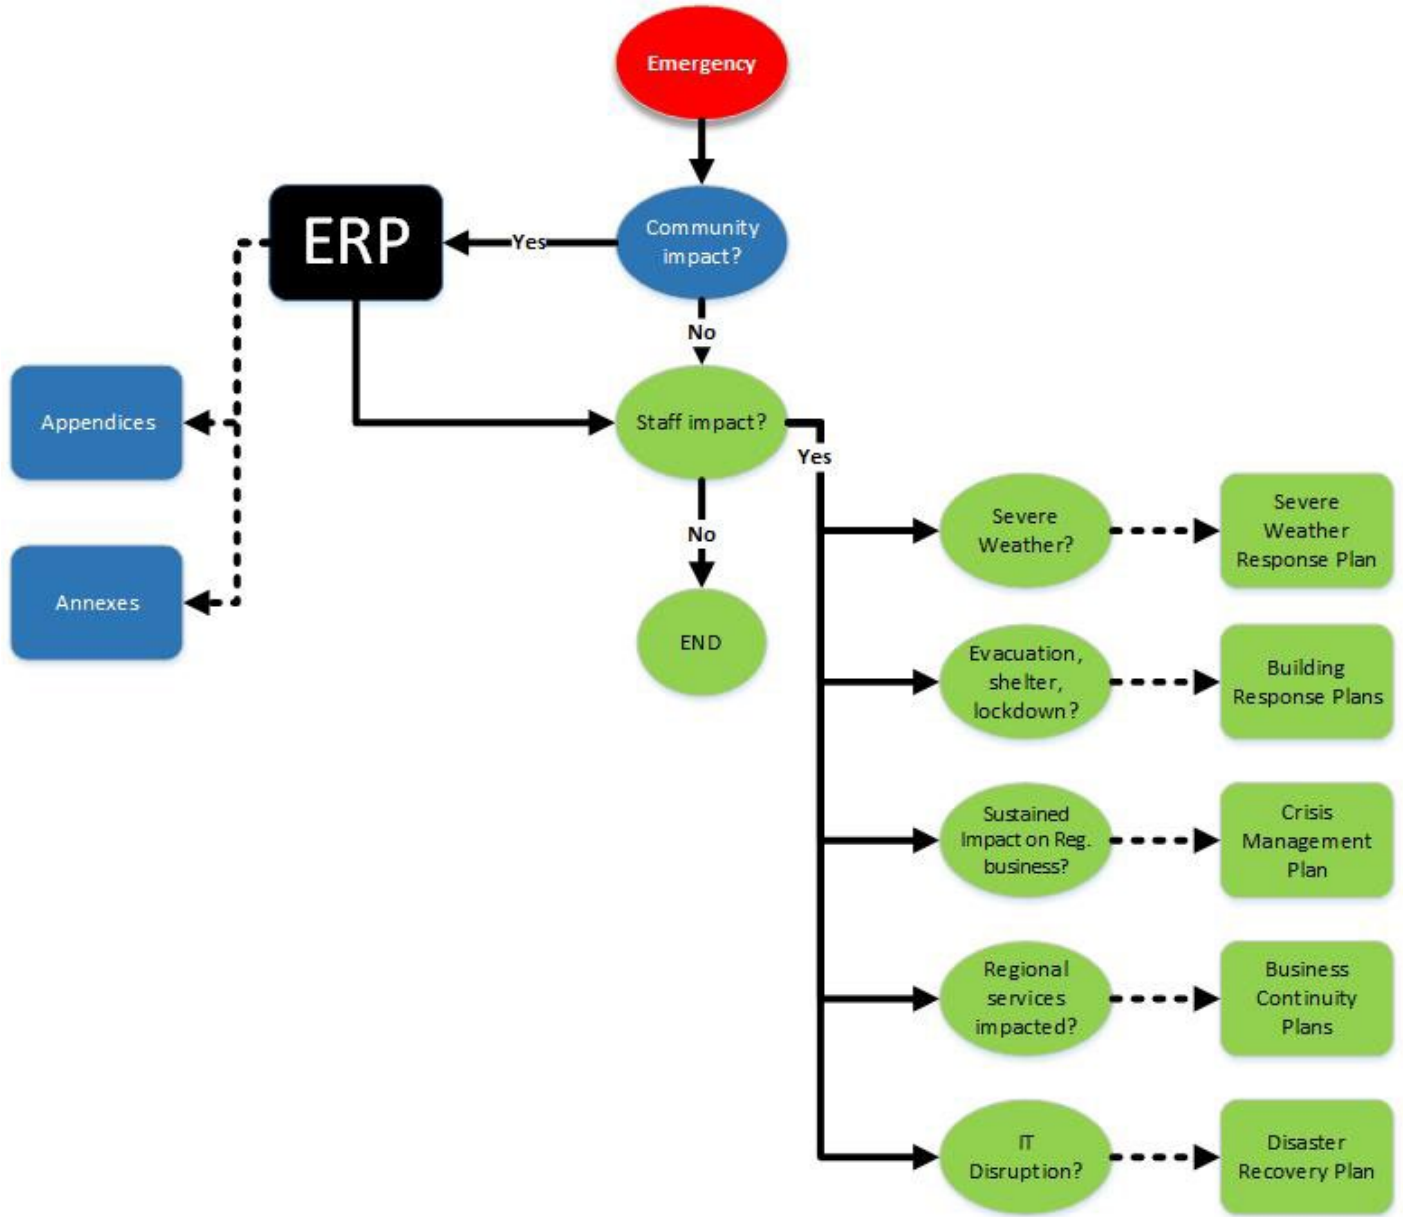 Emergency
ERP
Yes
Community
impact?
No
Appendices
Staff impact?
Yes
Annexes
No
END
Severe
Weather?
Severe
Weather
Response Plan
Evacuation,
shelter,
lockdown?
Building
Response Plans
Sustained
Impact on Reg.
business?
Crisis
Management
Plan
Regional
services
impacted?
Business
Continuity
Plans
IT
Disruption?
Disaster
Recovery Plan